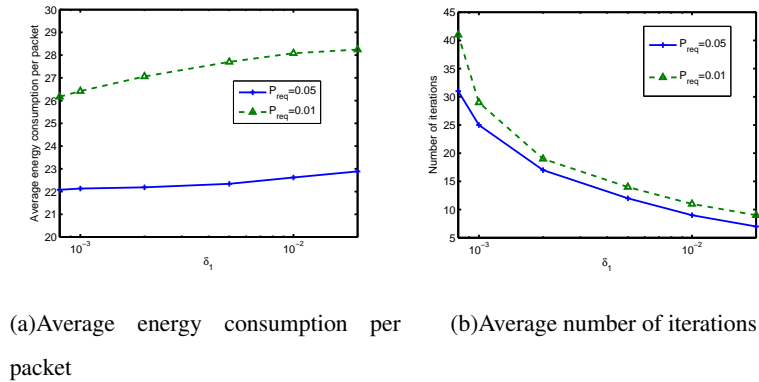 30
29
28
27
26
25
24
23
22
21
20
Average energy consumption per packet
P_req=0.05
P_req=0.01
10^-3
10^-2
δ_1
45
40
35
30
25
20
15
10
5
Number of iterations
P_req=0.05
P_req=0.01
10^-3
10^-2
δ_1
(a)Average energy consumption per
packet
(b)Average number of iterations